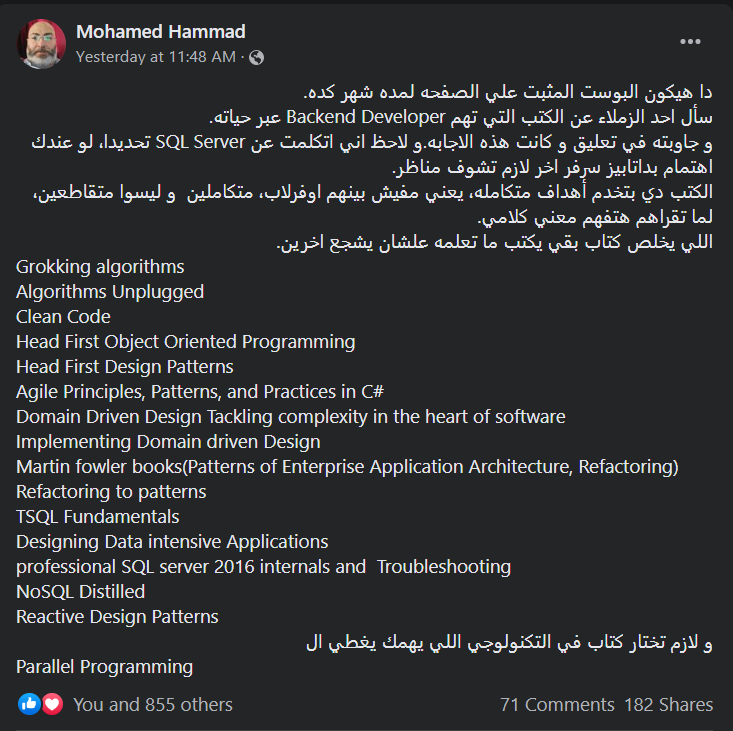 Mohamed Hammad
Yesterday at 11:48 AM ·
دا هيكون البوست المثبت علي الصفحه لمده شهر كده.
سأل احد الزملاء عن الكتب التي تهم Backend Developer عبر حياته.
و جاوبته في تعليق و كانت هذه الاجابه.و لاحظ اني اتكلمت عن SQL Server تحديدا، لو عندك
اهتمام بداتابيز سرفر اخر لازم تشوف مناظر.
الكتب دي بتخدم أهداف متكامله، يعني مفيش بينهم اوفرلاب، متكاملين  و ليسوا متقاطعين،
لما تقراهم هتفهم معني كلامي.
اللي يخلص كتاب بقي يكتب ما تعلمه علشان يشجع اخرين.
Grokking algorithms
Algorithms Unplugged
Clean Code
Head First Object Oriented Programming
Head First Design Patterns
Agile Principles, Patterns, and Practices in C#
Domain Driven Design Tackling complexity in the heart of software
Implementing Domain driven Design
Martin fowler books(Patterns of Enterprise Application Architecture, Refactoring)
Refactoring to patterns
TSQL Fundamentals
Designing Data intensive Applications
professional SQL server 2016 internals and  Troubleshooting
NoSQL Distilled
Reactive Design Patterns
و لازم تختار كتاب في التكنولوجي اللي يهمك يغطي ال
Parallel Programming
You and 855 others 71 Comments 182 Shares